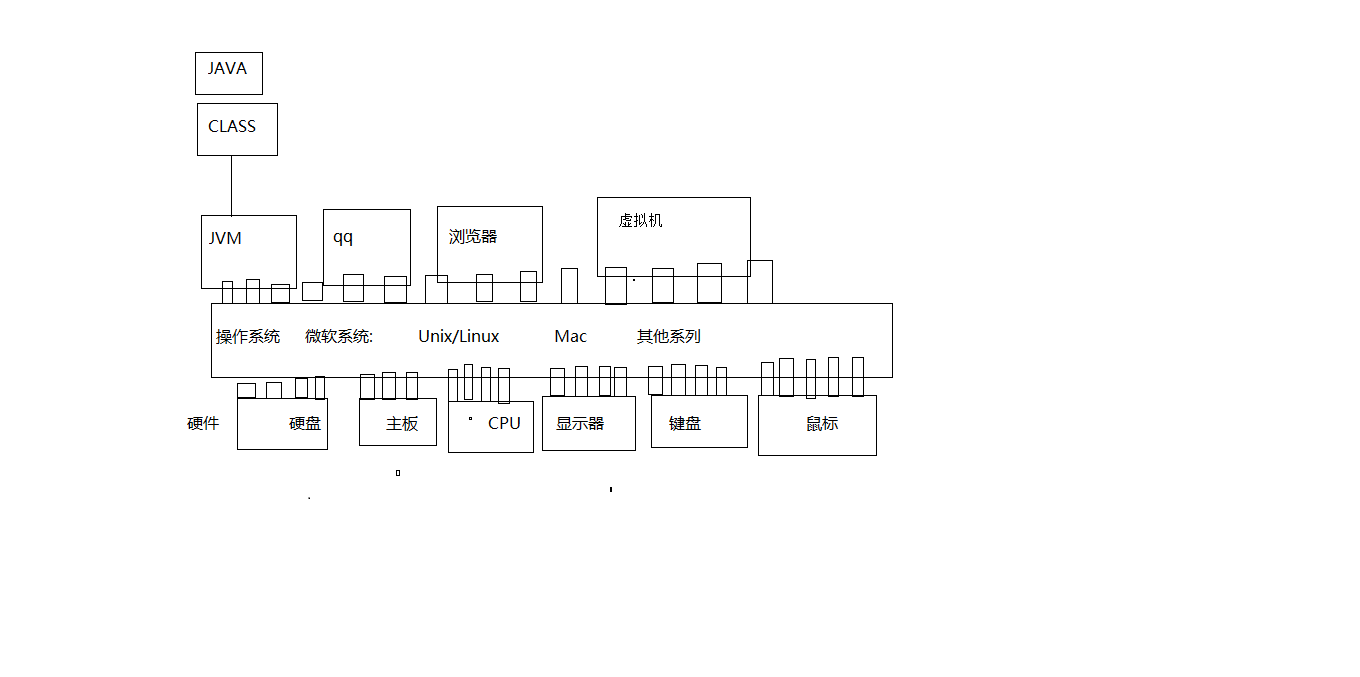 JAVA
CLASS
JVM
qq
浏览器
虚拟机
操作系统 微软系统: Unix/Linux Mac 其他系列
硬件 硬盘 主板 CPU 显示器 键盘 鼠标